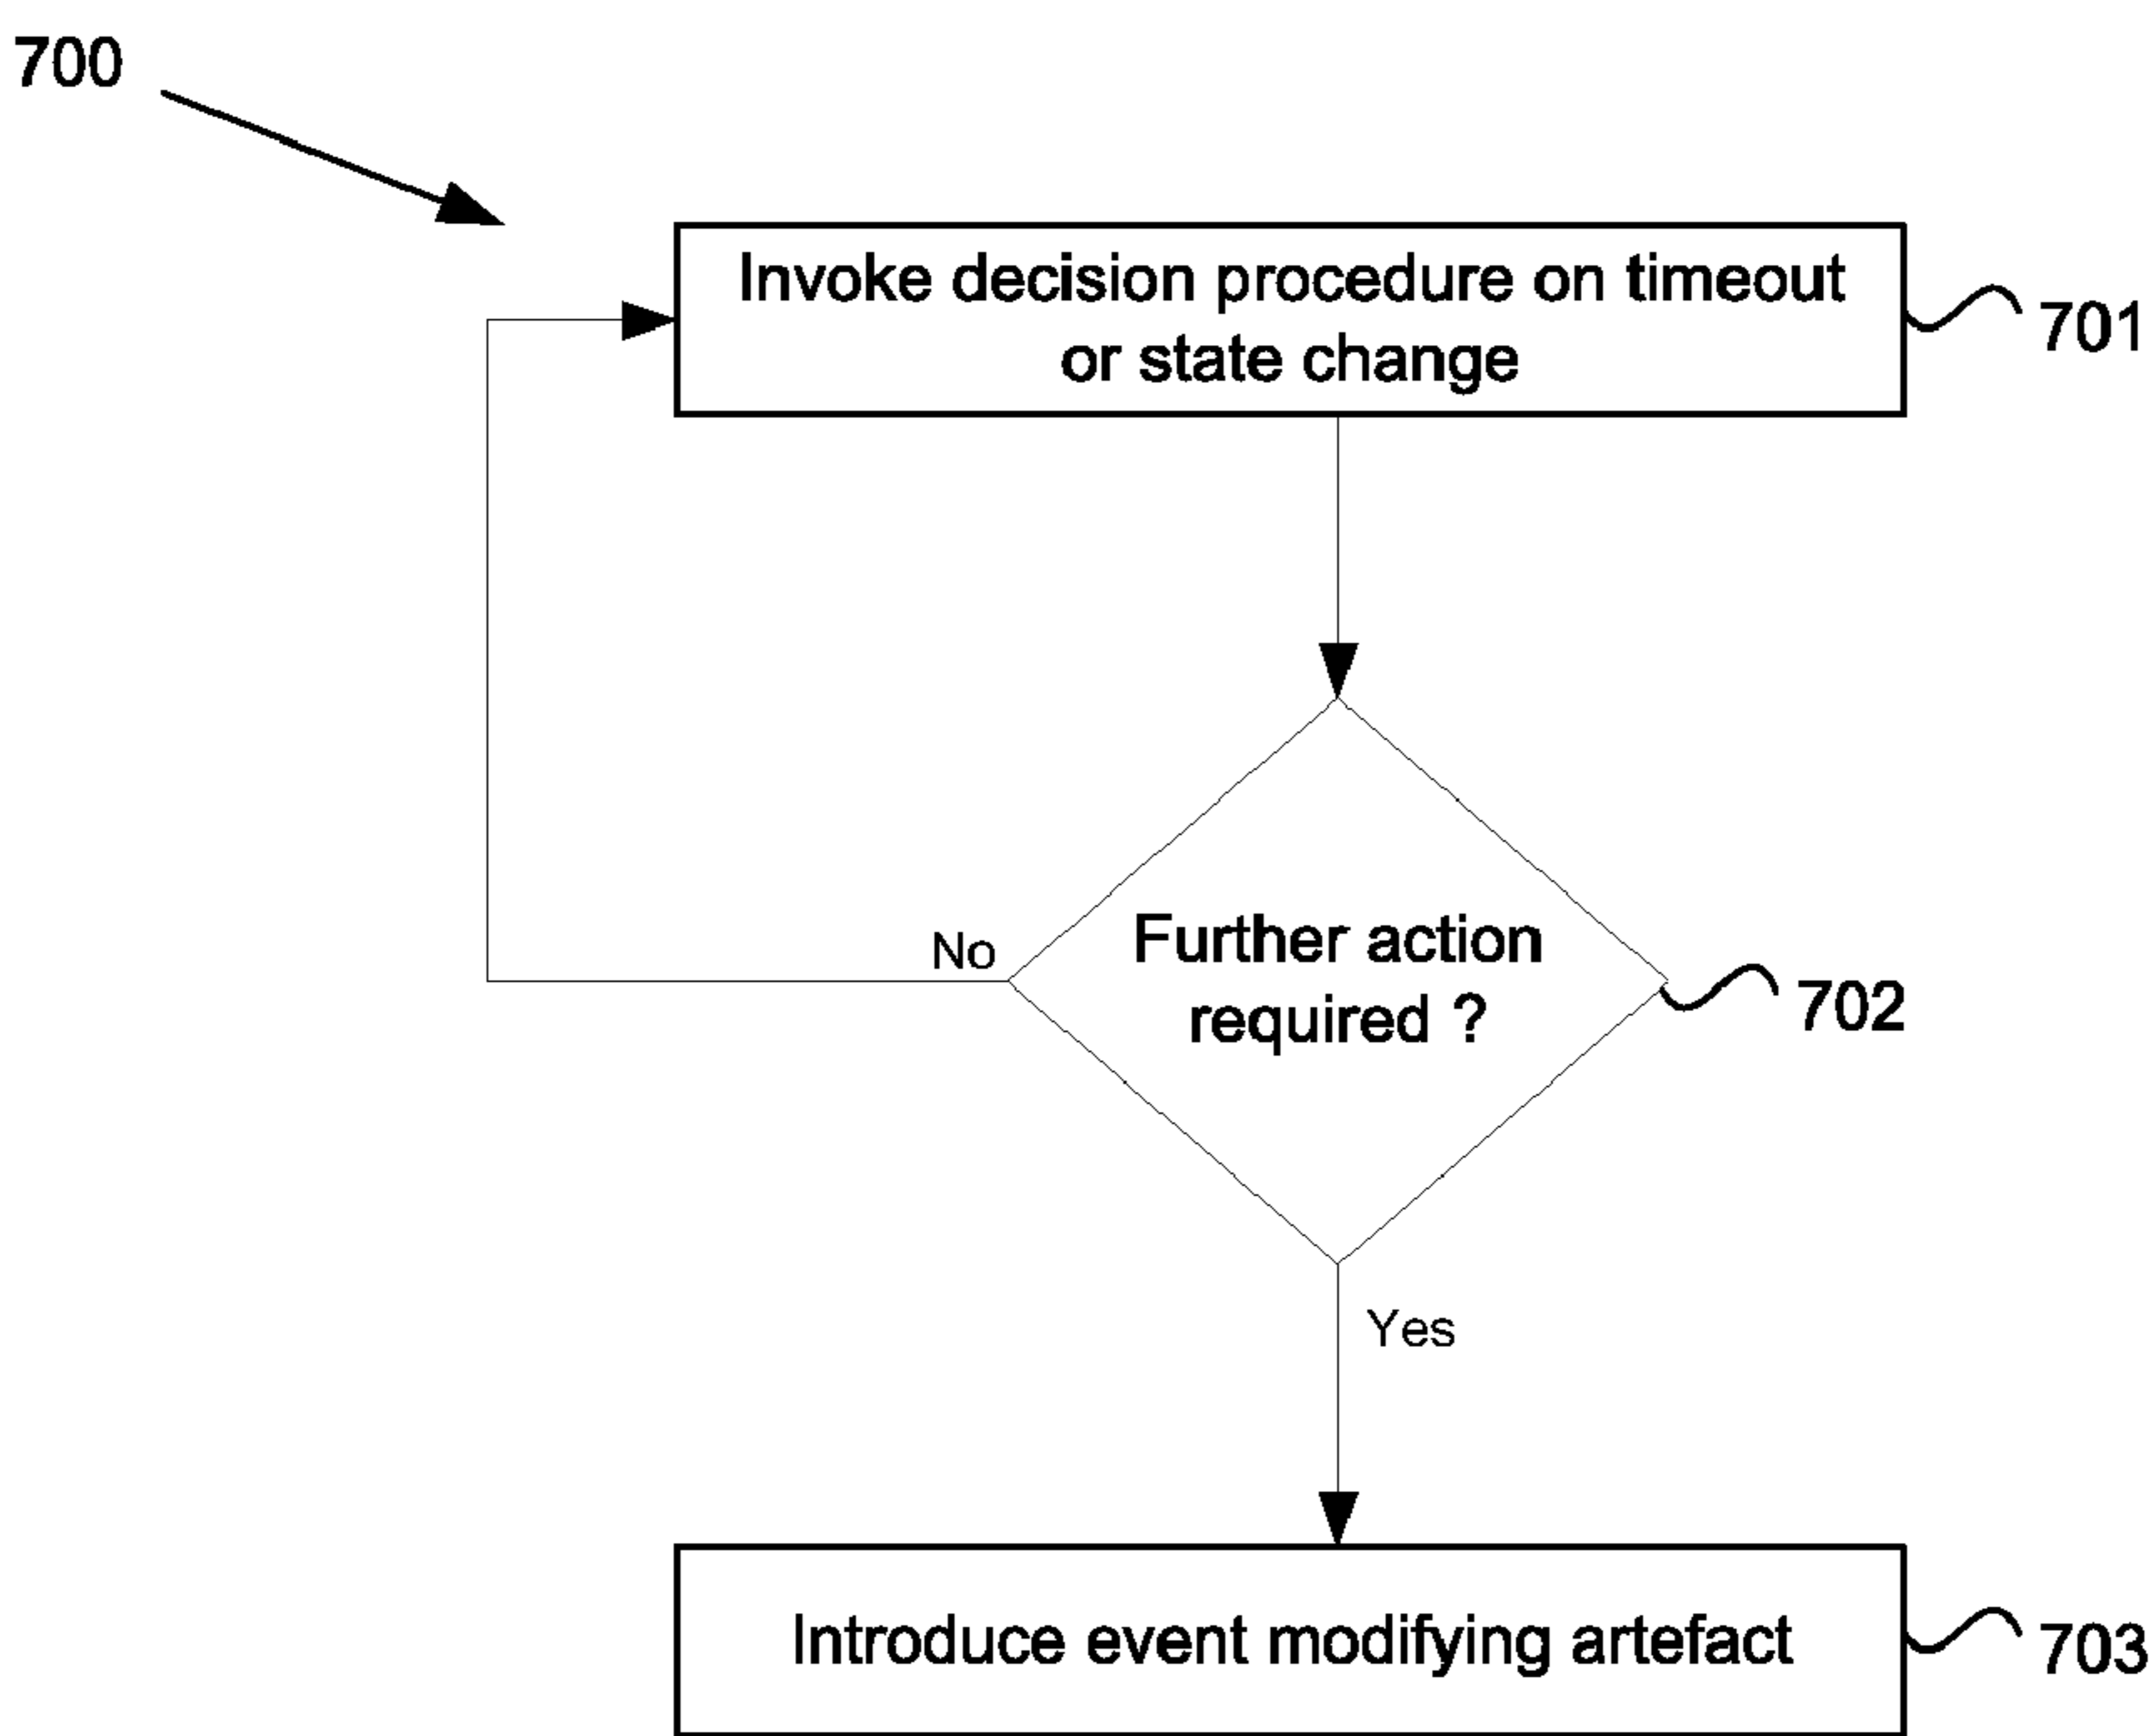 700
Invoke decision procedure on timeout
or state change
701
No
Further action
required ?
702
Yes
Introduce event modifying artefact
703